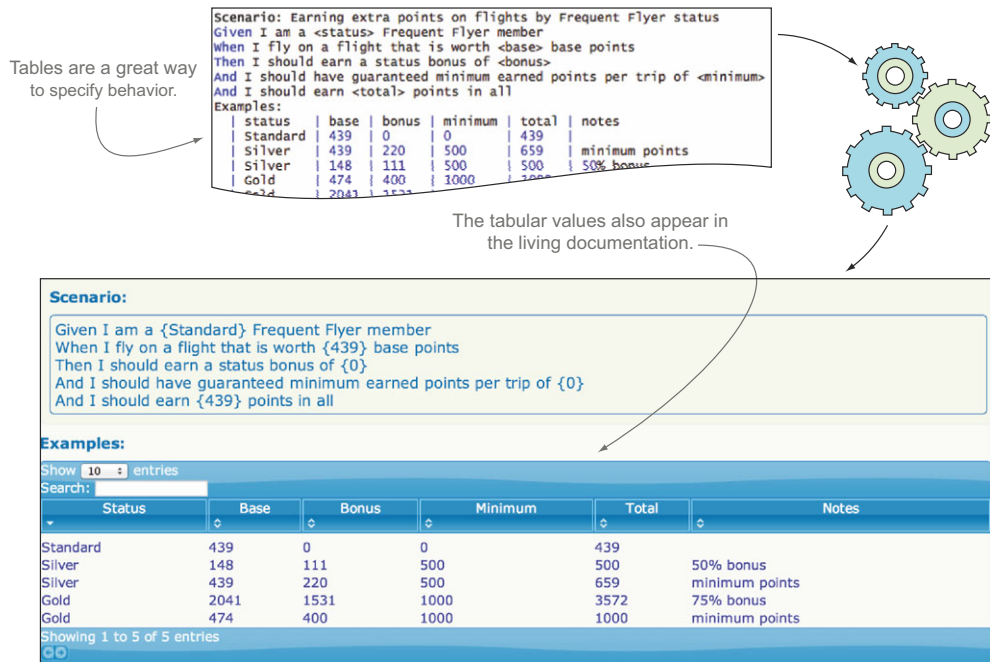 Tables are a great way
to specify behavior.
Scenario: Earning extra points on flights by Frequent Flyer status
Given I am a <status> Frequent Flyer member
When I fly on a flight that is worth <base> base points
Then I should earn a status bonus of <bonus>
And I should have guaranteed minimum earned points per trip of <minimum>
And I should earn <total> points in all
Examples:
| status | base | bonus | minimum | total | notes
| Standard | 439 | 0 | 0 | 439 |
| Silver | 439 | 220 | 500 | 659 | minimum points
| Silver | 148 | 111 | 500 | 500 | 50% bonus
| Gold | 474 | 400 | 1000 |
| 2041 |
The tabular values also appear in
the living documentation.
Scenario:
Given I am a {Standard} Frequent Flyer member
When I fly on a flight that is worth {439} base points
Then I should earn a status bonus of {0}
And I should have guaranteed minimum earned points per trip of {0}
And I should earn {439} points in all
Examples:
Show 10 entries
Search:
Status Base Bonus Minimum Total Notes
Standard 439 0 0 439
Silver 148 111 500 500 50% bonus
Silver 439 220 500 659 minimum points
Gold 2041 1531 1000 3572 75% bonus
Gold 474 400 1000 1000 minimum points
Showing 1 to 5 of 5 entries